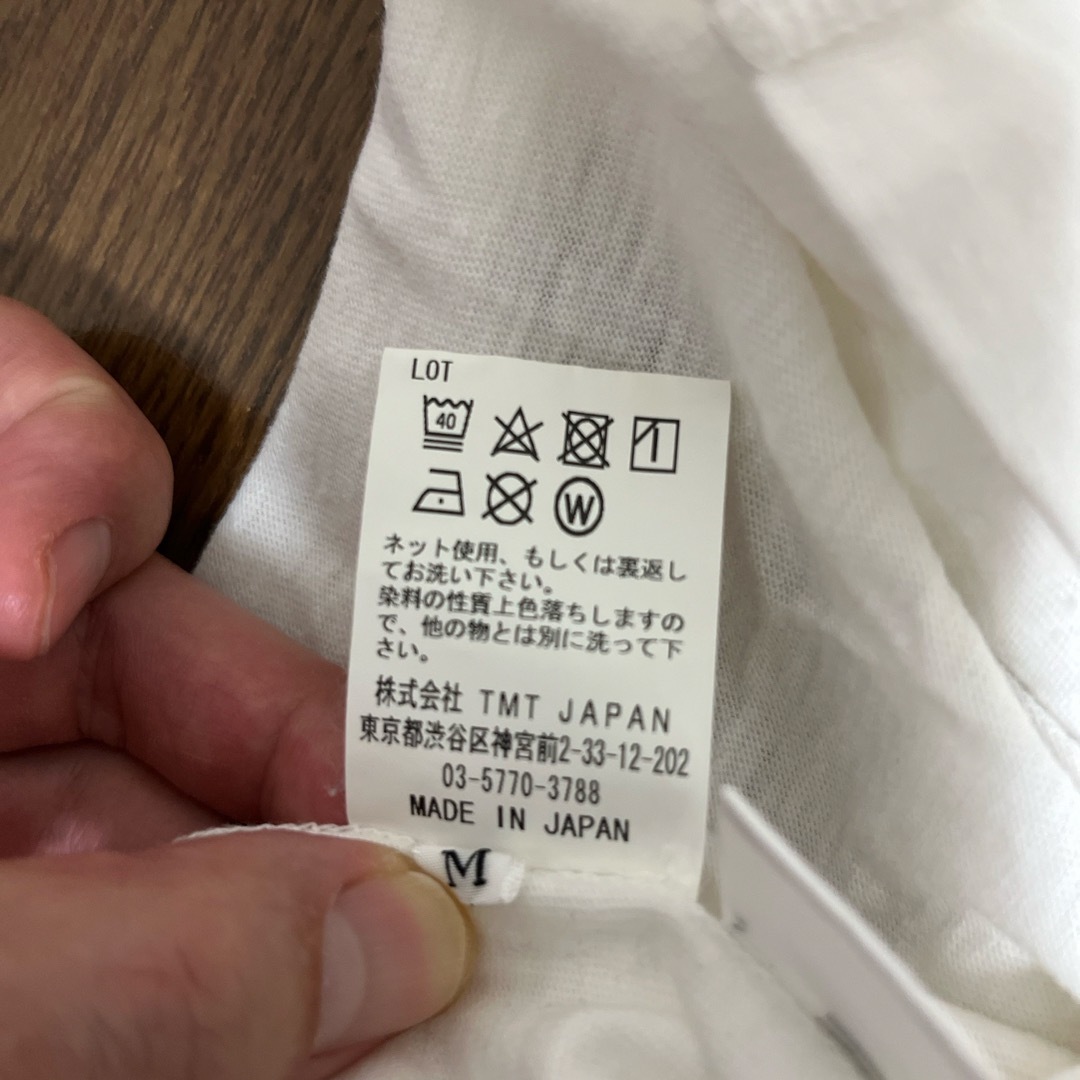 LOT
40
W
ネット使用、もしくは裏返し
てお洗い下さい。
染料の性質上色落ちしますの
で、他の物とは別に洗って下
さい。
株式会社 TMT JAPAN
東京都渋谷区神宮前2-33-12-202
03-5770-3788
MADE IN JAPAN
M